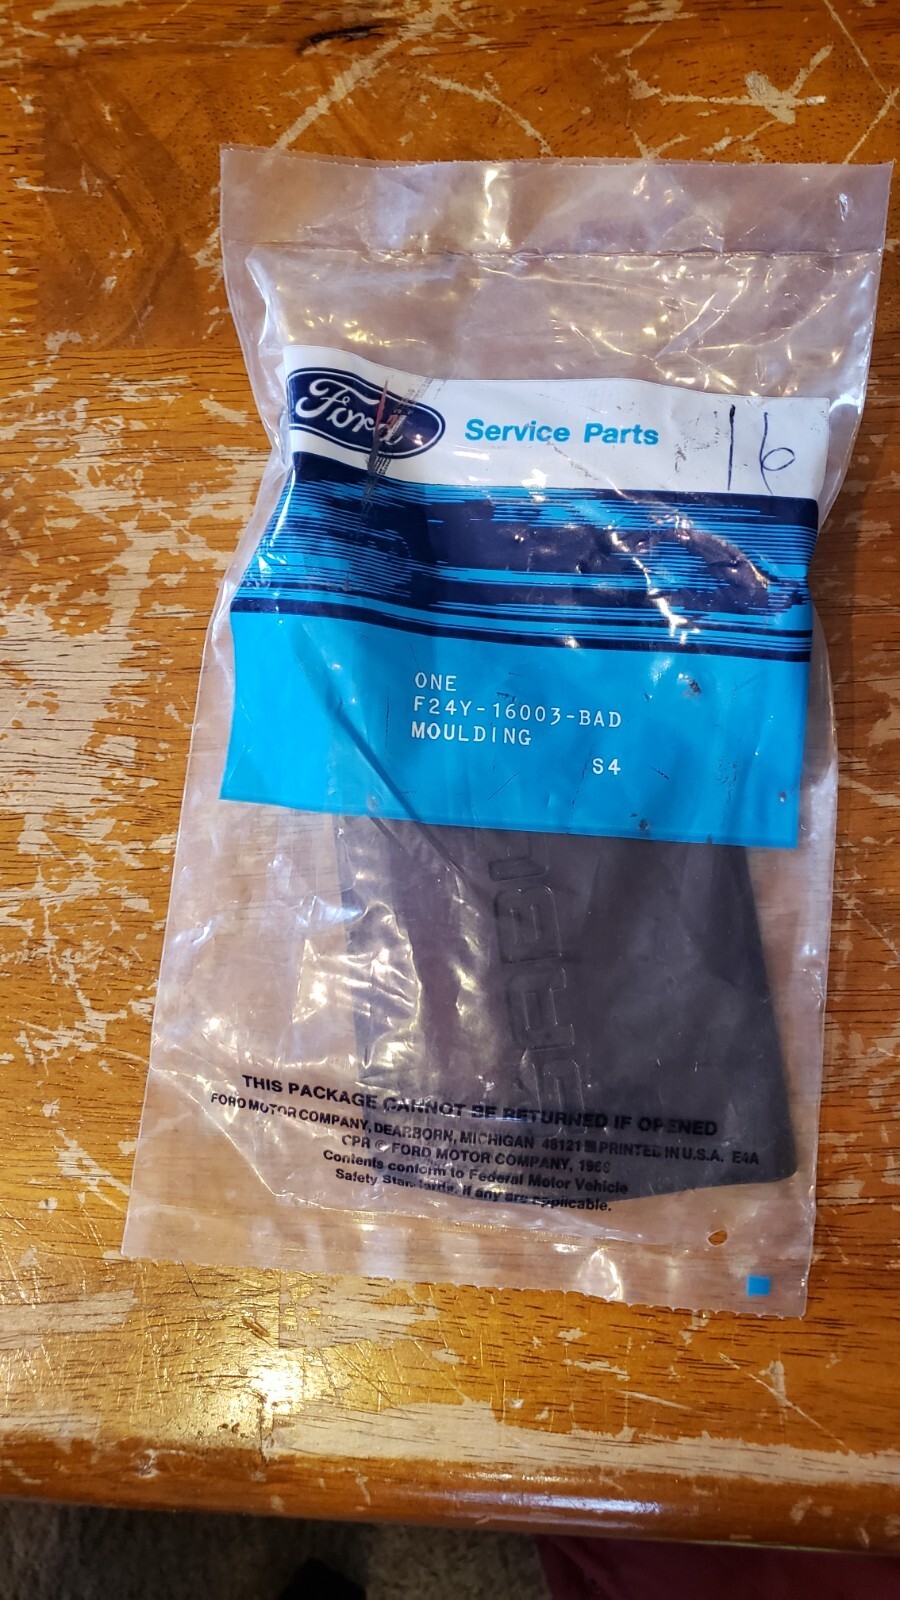 Ford
Service Parts
16
ONE
F24Y-16003-BAD
MOULDING
S4
THIS PACKAGE CANNOT BE RETURNED IF OPENED
FORD MOTOR COMPANY, DEARBORN, MICHIGAN 48121 PRINTED IN U.S.A. E4A
CPR © FORD MOTOR COMPANY,
Contents conform to Federal Motor Vehicle
Safety Standards, if any are applicable.